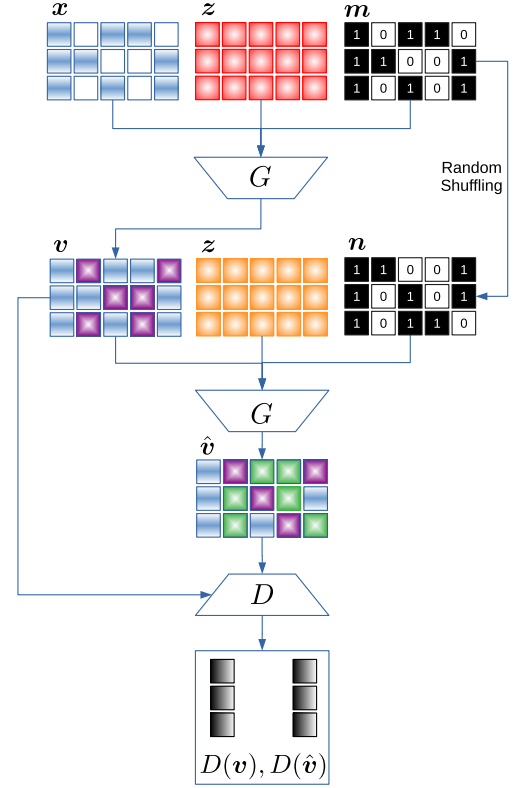 x z m
1 0 1 1 0
1 1 0 0 1
1 0 1 0 1
G
Random
Shuffling
v z n
1 1 0 0 1
1 0 1 0 1
1 0 1 1 0
G
v̂
D
D(v), D(v̂)